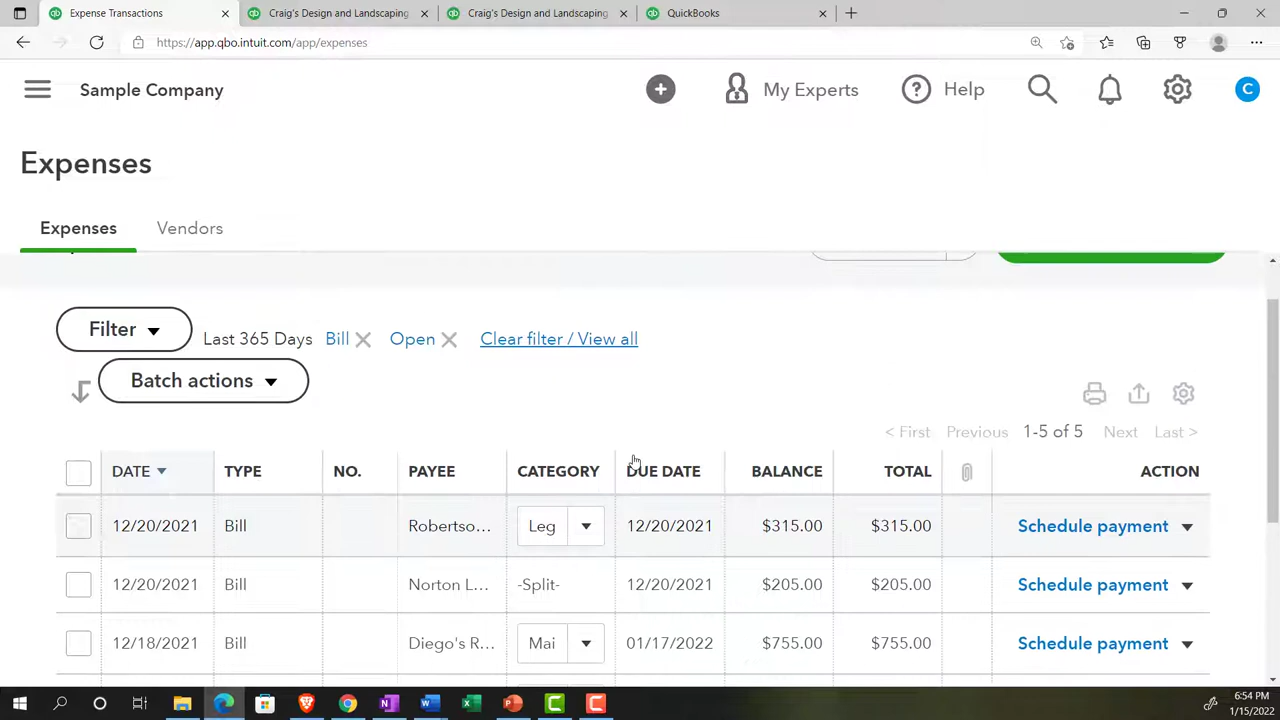 Expense Transactions
Craig's Design and Landscaping
Craig's Design and Landscaping
QuickBooks
https://app.qbo.intuit.com/app/expenses
Sample Company
My Experts
Help
C
Expenses
Expenses Vendors
Filter
Last 365 Days Bill Open Clear filter / View all
Batch actions
< First Previous 1-5 of 5 Next Last >
DATE TYPE NO. PAYEE CATEGORY DUE DATE BALANCE TOTAL ACTION
12/20/2021 Bill Robertso... Leg 12/20/2021 $315.00 $315.00 Schedule payment
12/20/2021 Bill Norton L... -Split- 12/20/2021 $205.00 $205.00 Schedule payment
12/18/2021 Bill Diego's R... Mai 01/17/2022 $755.00 $755.00 Schedule payment
6:54 PM
1/15/2022